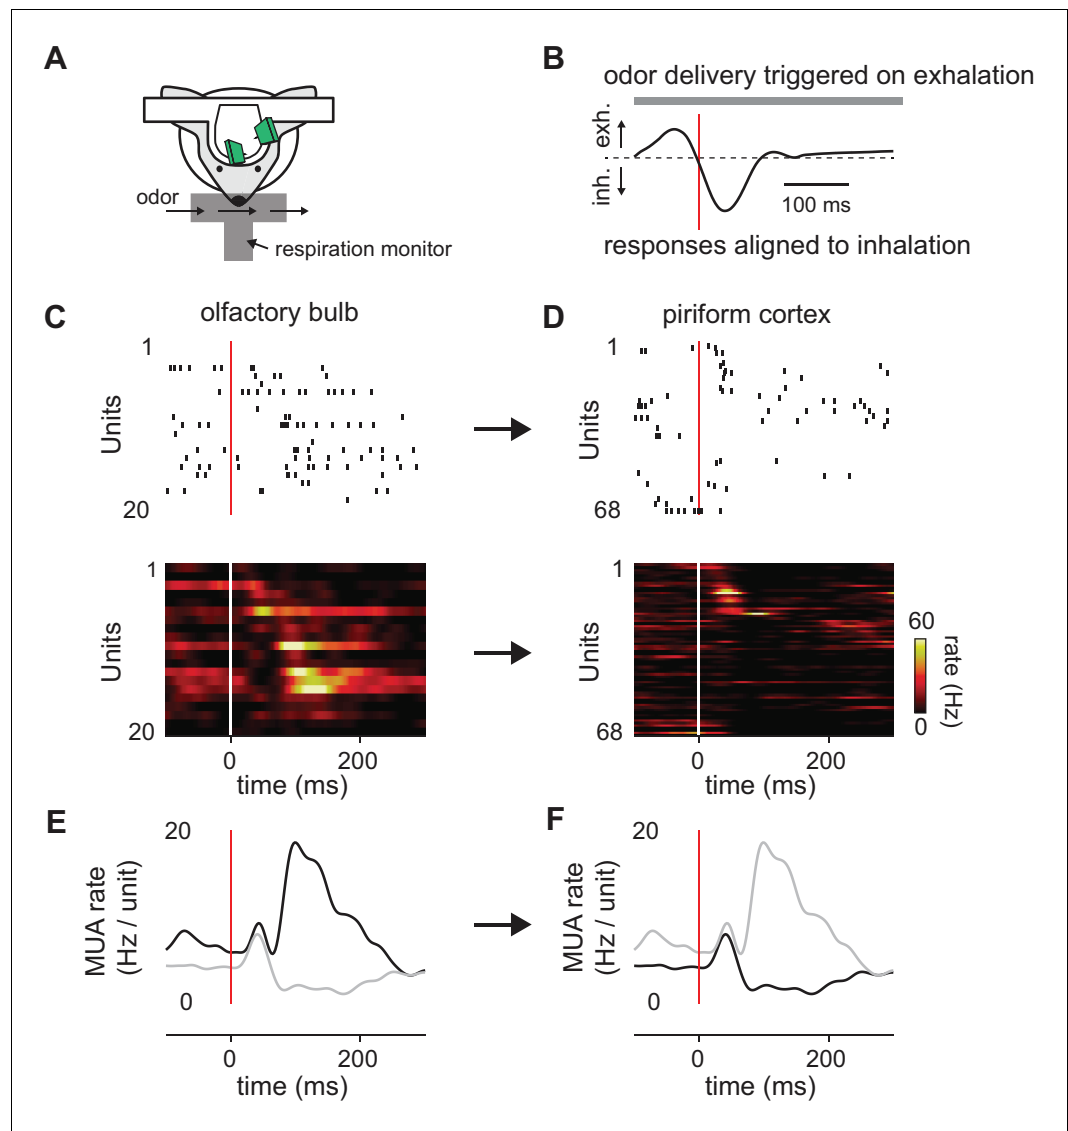 A
odor
respiration monitor
B
odor delivery triggered on exhalation
exh.
inh.
100 ms
responses aligned to inhalation
C
olfactory bulb
1
Units
20
D
piriform cortex
1
Units
68
1
Units
20
0
200
time (ms)
1
Units
68
0
200
time (ms)
60
0
rate (Hz)
E
20
MUA rate
(Hz / unit)
0
0
200
time (ms)
F
20
MUA rate
(Hz / unit)
0
0
200
time (ms)